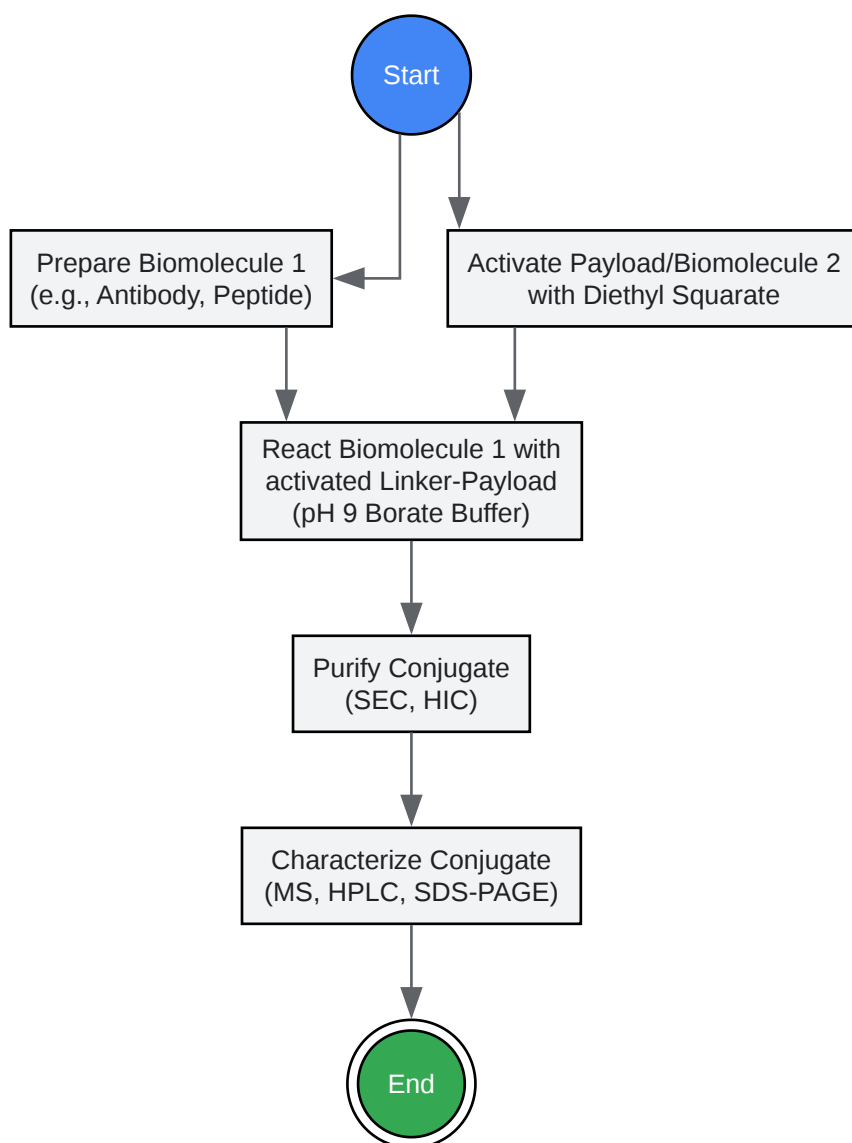 Start
Prepare Biomolecule 1
(e.g., Antibody, Peptide)
Activate Payload/Biomolecule 2
with Diethyl Squarate
React Biomolecule 1 with
activated Linker-Payload
(pH 9 Borate Buffer)
Purify Conjugate
(SEC, HIC)
Characterize Conjugate
(MS, HPLC, SDS-PAGE)
End